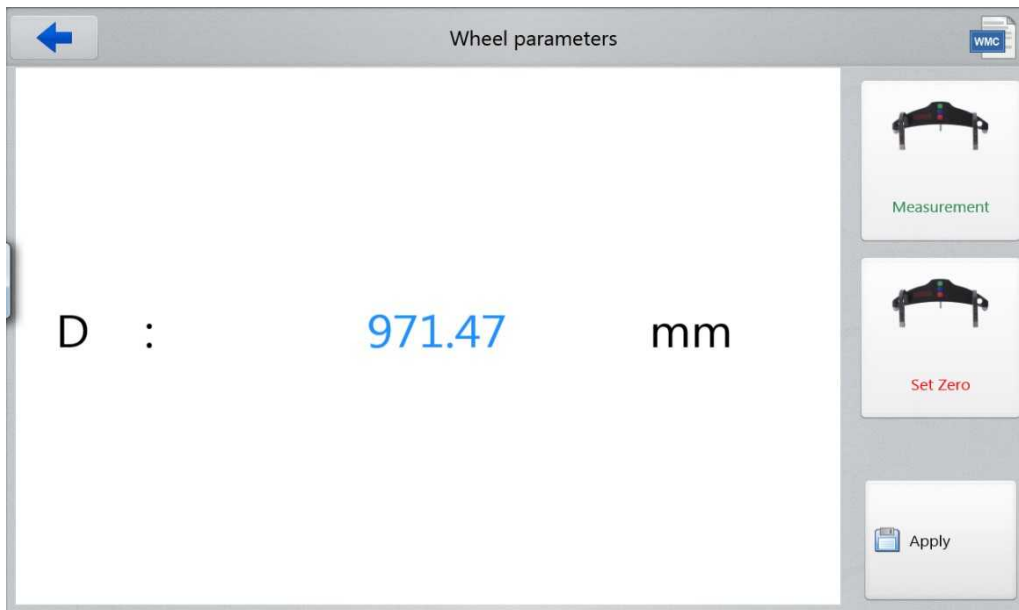 Wheel parameters
WMC
Measurement
D : 971.47 mm
Set Zero
Apply